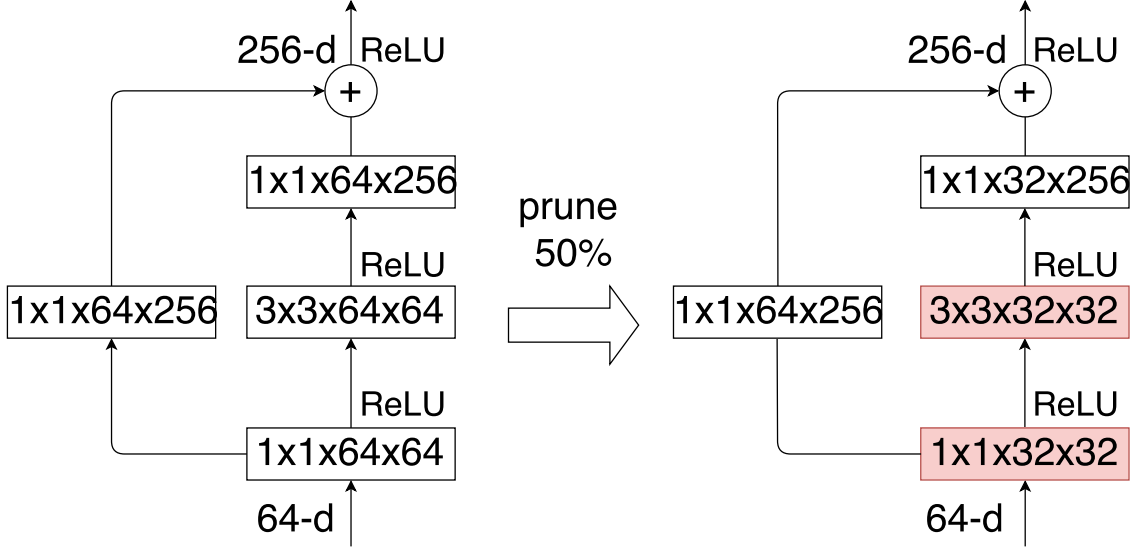 256-d
ReLU
+
1x1x64x256
ReLU
1x1x64x256
3x3x64x64
ReLU
1x1x64x64
64-d
prune
50%
256-d
ReLU
+
1x1x32x256
ReLU
1x1x64x256
3x3x32x32
ReLU
1x1x32x32
64-d